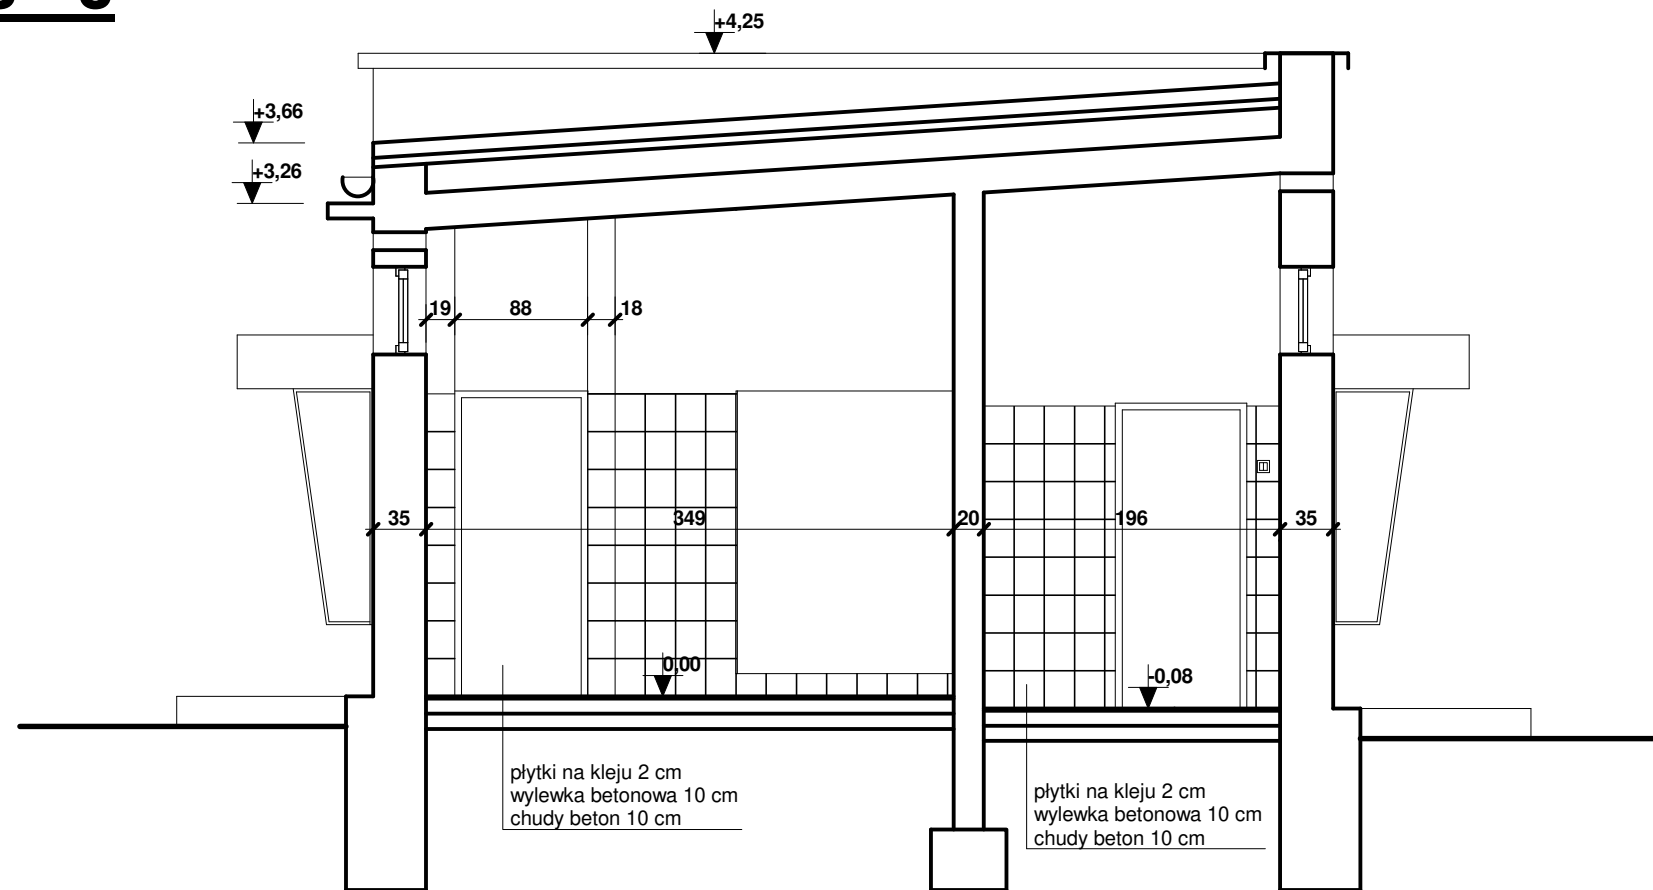 +4,25
+3,66
+3,26
19 88 18
35 349 20 196 35
0,00
-0,08
płytki na kleju 2 cm
wylewka betonowa 10 cm
chudy beton 10 cm
płytki na kleju 2 cm
wylewka betonowa 10 cm
chudy beton 10 cm